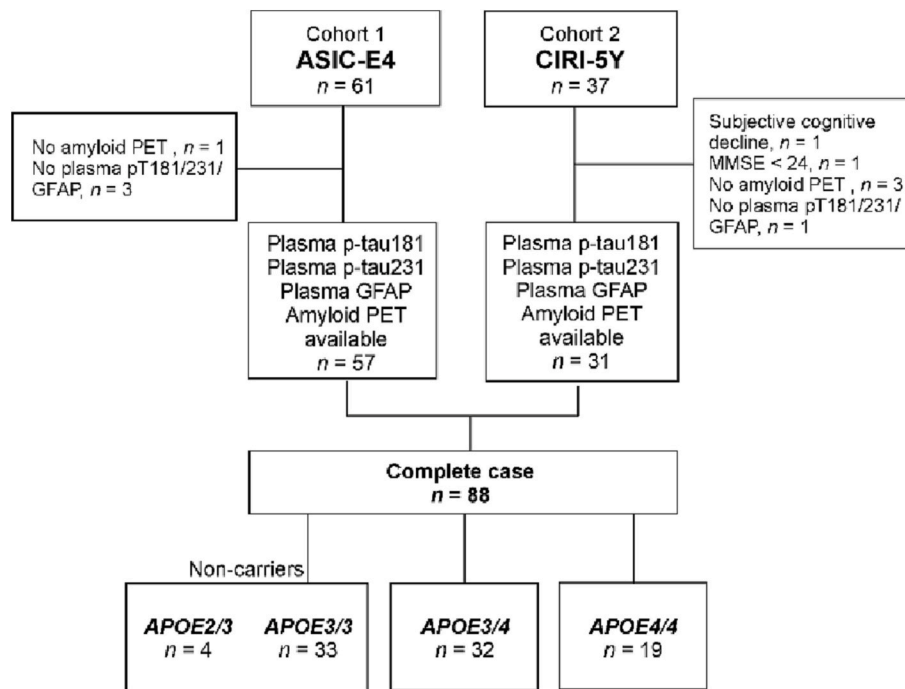 Cohort 1
ASIC-E4
n = 61
Cohort 2
CIRI-5Y
n = 37
No amyloid PET , n = 1
No plasma pT181/231/
GFAP, n = 3
Subjective cognitive
decline, n = 1
MMSE < 24, n = 1
No amyloid PET , n = 3
No plasma pT181/231/
GFAP, n = 1
Plasma p-tau181
Plasma p-tau231
Plasma GFAP
Amyloid PET
available
n = 57
Plasma p-tau181
Plasma p-tau231
Plasma GFAP
Amyloid PET
available
n = 31
Complete case
n = 88
Non-carriers
APOE2/3
n = 4
APOE3/3
n = 33
APOE3/4
n = 32
APOE4/4
n = 19